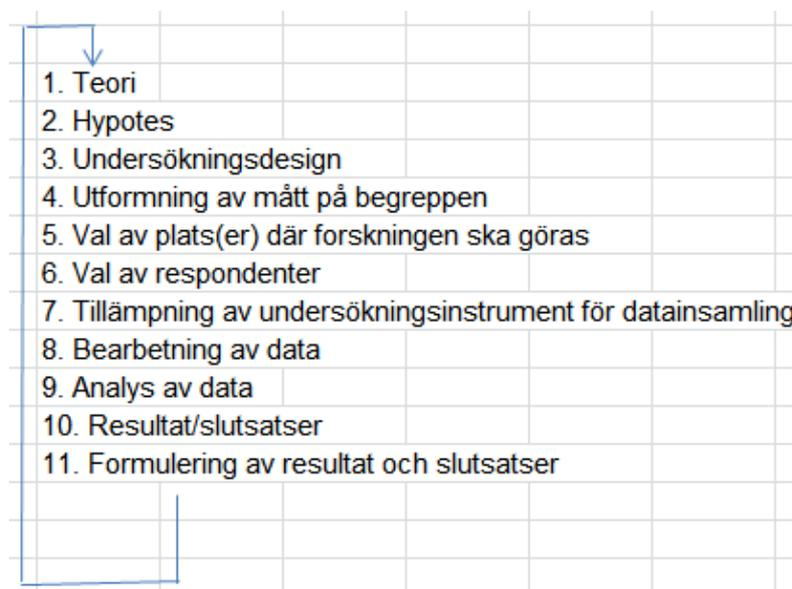 1. Teori
2. Hypotes
3. Undersökningsdesign
4. Utformning av mått på begreppen
5. Val av plats(er) där forskningen ska göras
6. Val av respondenter
7. Tillämpning av undersökningsinstrument för datainsamling
8. Bearbetning av data
9. Analys av data
10. Resultat/slutsatser
11. Formulering av resultat och slutsatser